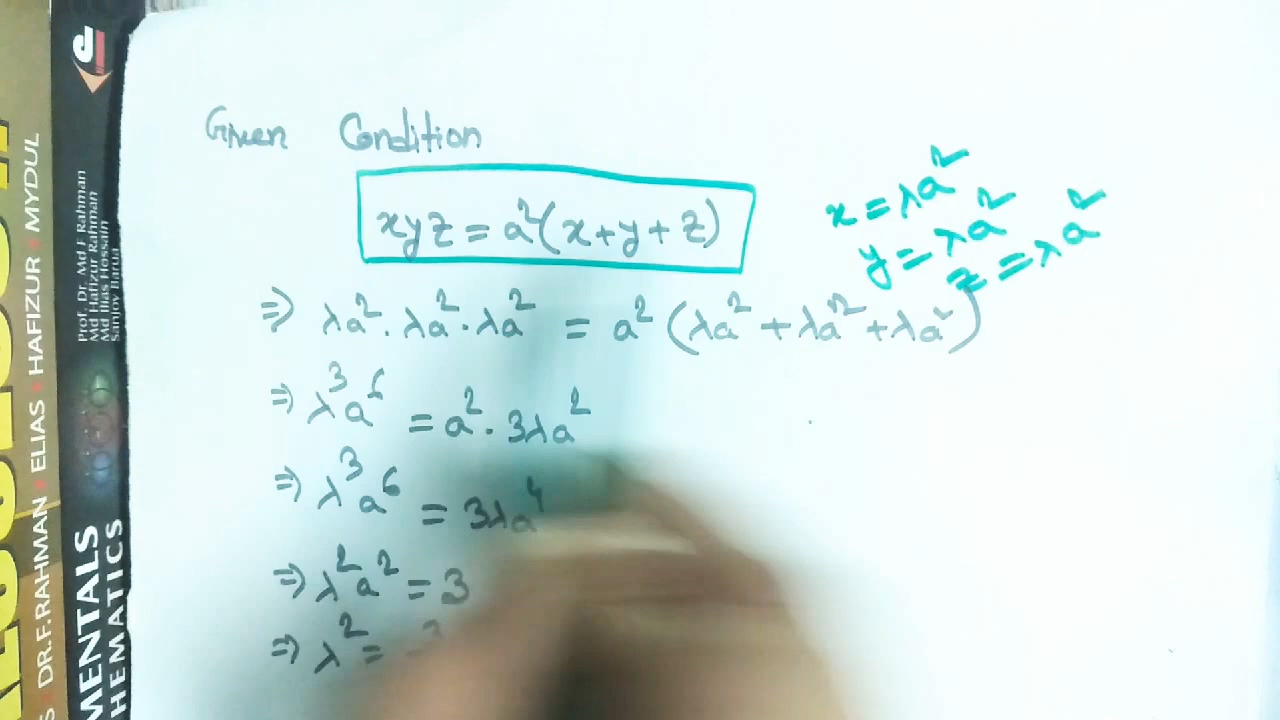 Given Condition
xyz = a²(x+y+z)
x = λa²
y = λa²
z = λa²
⇒ λa².λa².λa² = a² (λa² + λa² + λa²)
⇒ λ³a⁶ = a².3λa²
⇒ λ³a⁶ = 3λa⁴
⇒ λ²a² = 3
⇒ λ² =
DR.F.RAHMAN ♦ ELIAS ♦ HAFIZUR ♦ MYDUL
MENTALS
HEMATICS
Prof. Dr. Md.F. Rahman
Md Hafizur Rahman
Md Ilias Hossain
Sanjoy Barua